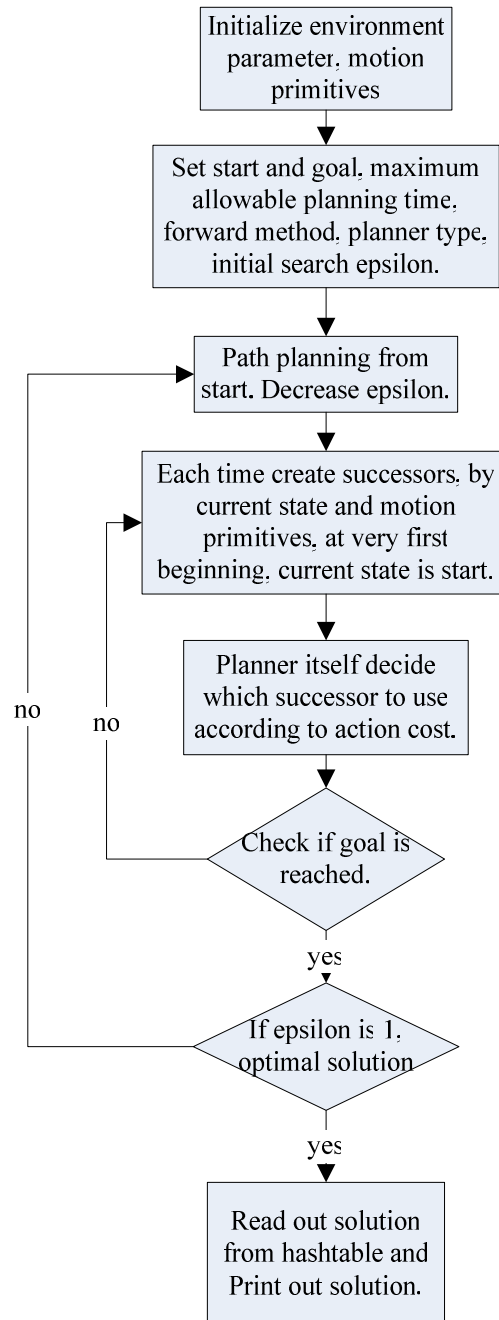 Initialize environment
parameter, motion
primitives
Set start and goal, maximum
allowable planning time,
forward method, planner type,
initial search epsilon.
Path planning from
start. Decrease epsilon.
Each time create successors, by
current state and motion
primitives, at very first
beginning, current state is start.
Planner itself decide
which successor to use
according to action cost.
no
no
Check if goal is
reached.
yes
If epsilon is 1,
optimal solution
yes
Read out solution
from hashtable and
Print out solution.